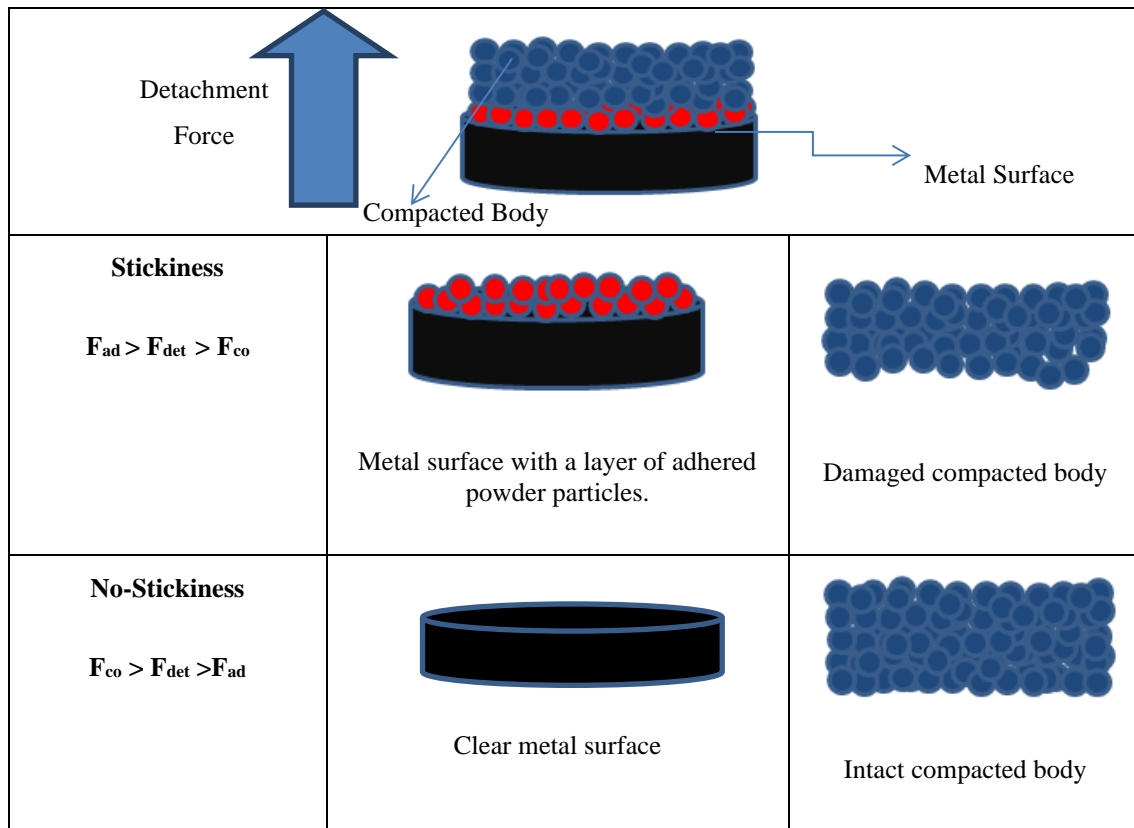 Detachment
Force
Compacted Body
Metal Surface
Stickiness
Fad > Fdet > Fco
Metal surface with a layer of adhered
powder particles.
Damaged compacted body
No-Stickiness
Fco > Fdet >Fad
Clear metal surface
Intact compacted body